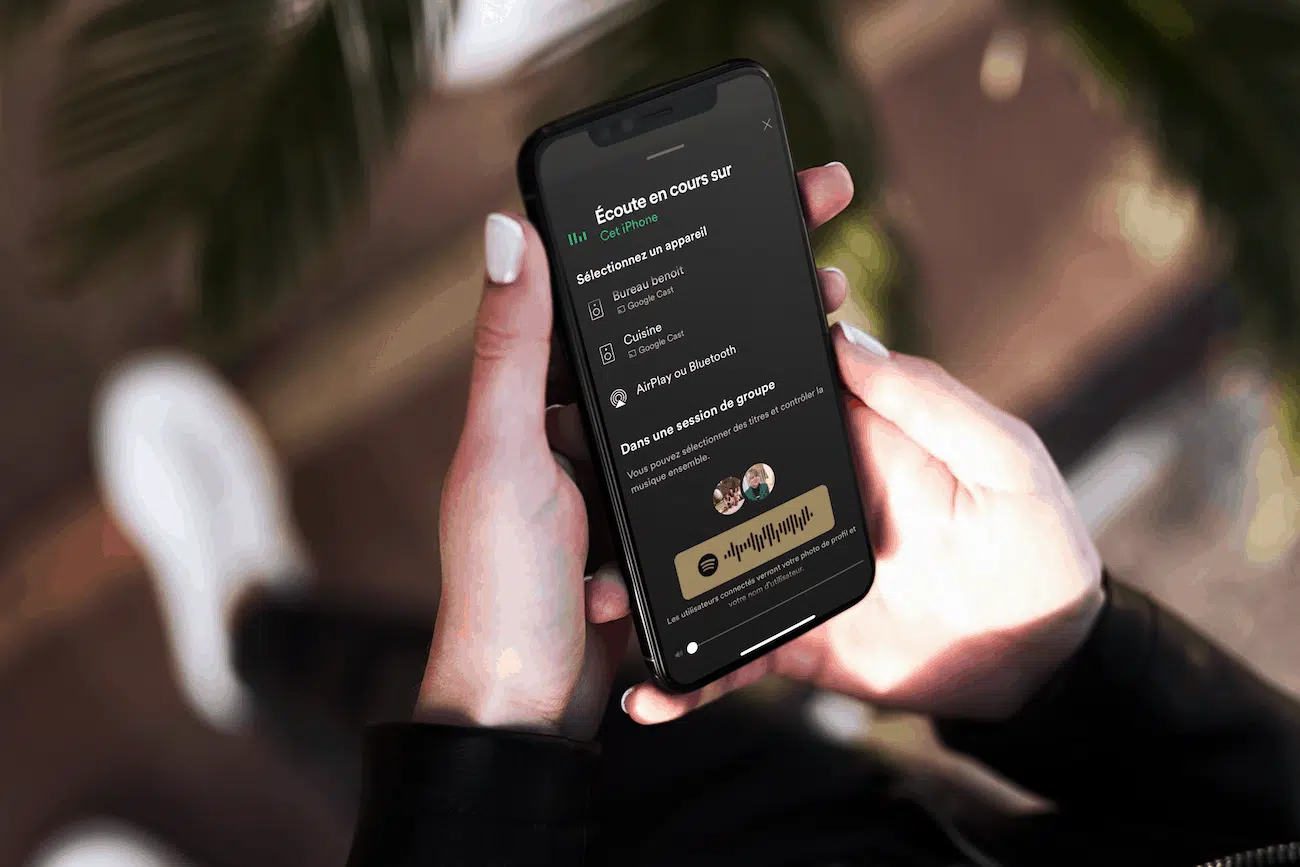 Écoute en cours sur
Cet iPhone
Sélectionnez un appareil
Bureau benoit
Google Cast
Cuisine
Google Cast
AirPlay ou Bluetooth
Dans une session de groupe
Vous pouvez sélectionner des titres et contrôler la
musique ensemble.
Les utilisateurs connectés verront votre photo de profil et
votre nom d'utilisateur.